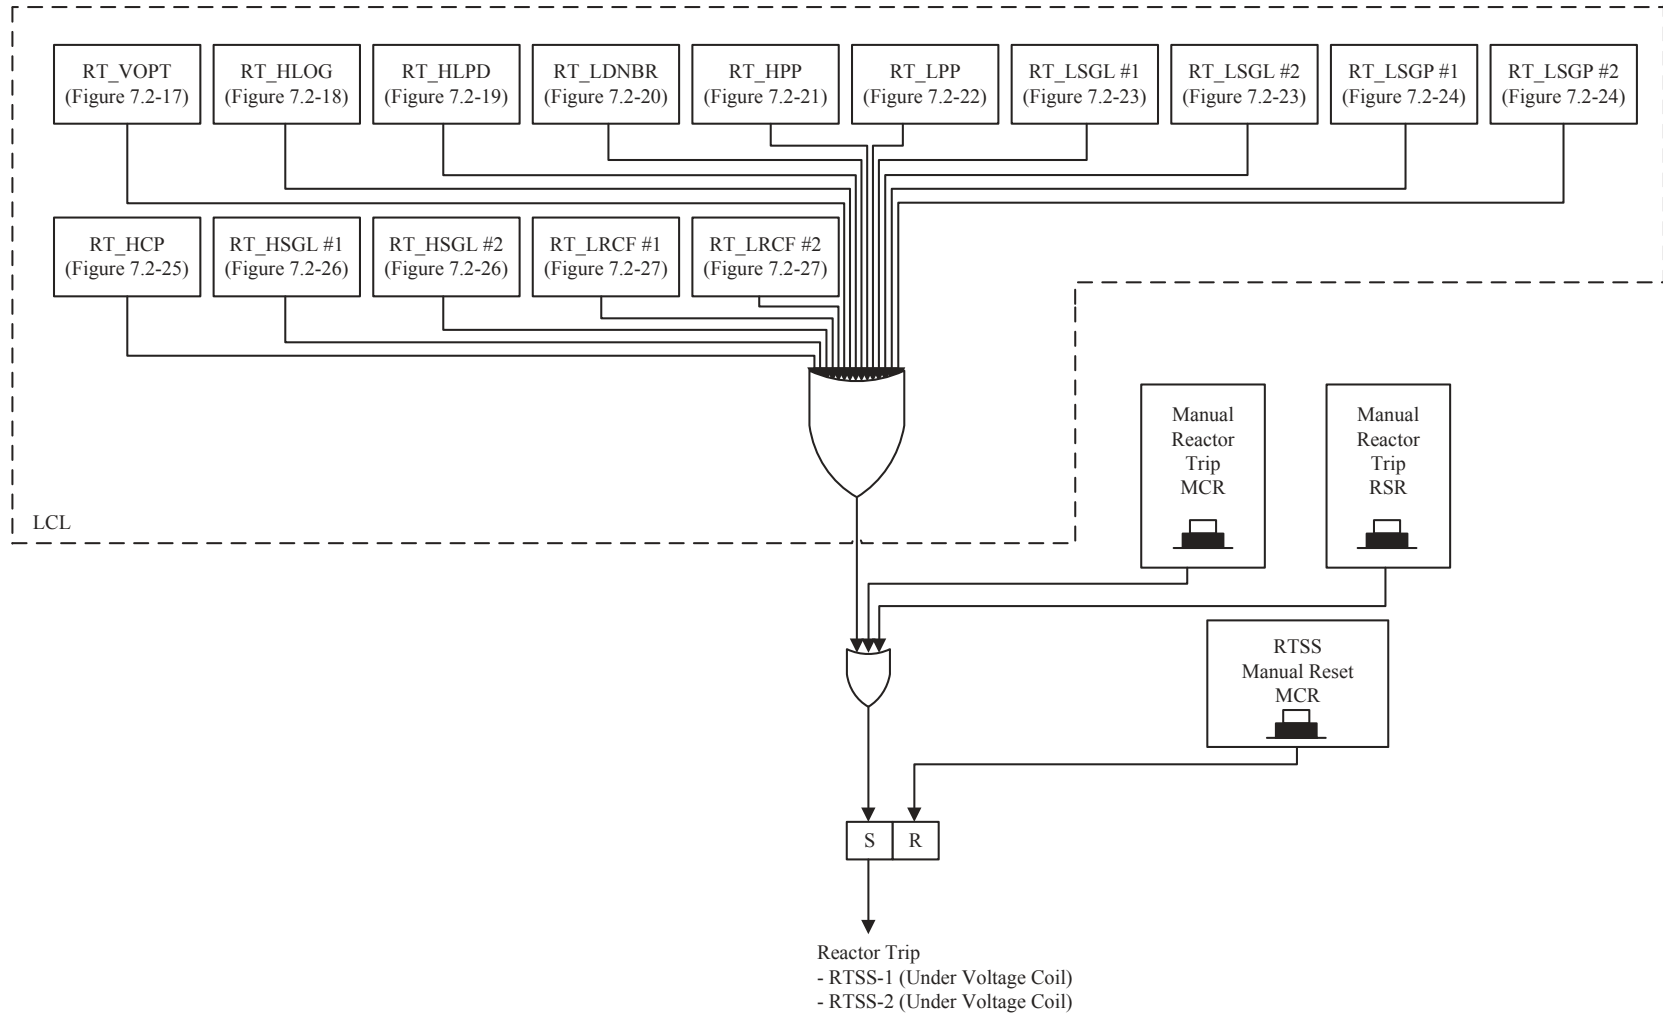 RT_VOPT
(Figure 7.2-17)
RT_HLOG
(Figure 7.2-18)
RT_HLPD
(Figure 7.2-19)
RT_LDNBR
(Figure 7.2-20)
RT_HPP
(Figure 7.2-21)
RT_LPP
(Figure 7.2-22)
RT_LSGL #1
(Figure 7.2-23)
RT_LSGL #2
(Figure 7.2-23)
RT_LSGP #1
(Figure 7.2-24)
RT_LSGP #2
(Figure 7.2-24)
RT_HCP
(Figure 7.2-25)
RT_HSGL #1
(Figure 7.2-26)
RT_HSGL #2
(Figure 7.2-26)
RT_LRCF #1
(Figure 7.2-27)
RT_LRCF #2
(Figure 7.2-27)
LCL
Manual
Reactor
Trip
MCR
Manual
Reactor
Trip
RSR
RTSS
Manual Reset
MCR
S
R
Reactor Trip
- RTSS-1 (Under Voltage Coil)
- RTSS-2 (Under Voltage Coil)